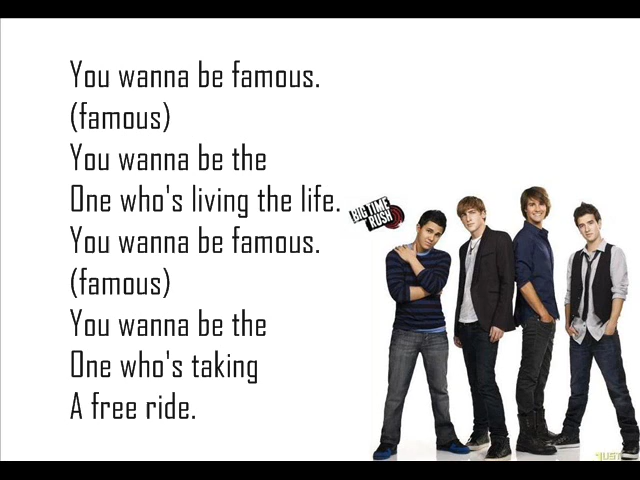 You wanna be famous.
(famous)
You wanna be the
One who's living the life.
You wanna be famous.
(famous)
You wanna be the
One who's taking
A free ride.
BIG TIME
RUSH
JUST